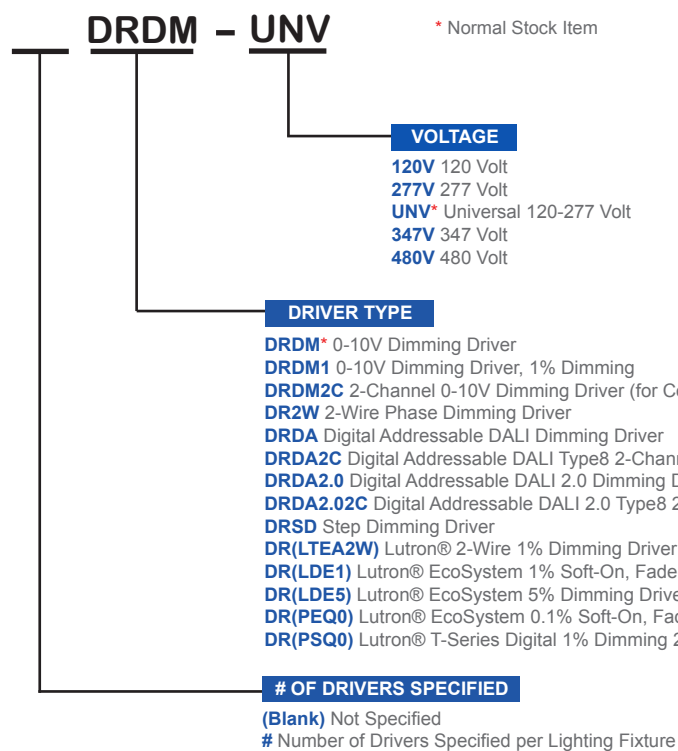 DRDM – UNV
* Normal Stock Item
VOLTAGE
120V 120 Volt
277V 277 Volt
UNV* Universal 120-277 Volt
347V 347 Volt
480V 480 Volt
DRIVER TYPE
DRDM* 0-10V Dimming Driver
DRDM1 0-10V Dimming Driver, 1% Dimming
DRDM2C 2-Channel 0-10V Dimming Driver (for
DR2W 2-Wire Phase Dimming Driver
DRDA Digital Addressable DALI Dimming Driver
DRDA2C Digital Addressable DALI Type8
DRDA2.0 Digital Addressable DALI 2.0 Dimming
DRDA2.02C Digital Addressable DALI 2.0 Type8
DRSD Step Dimming Driver
DR(LTEA2W) Lutron® 2-Wire 1% Dimming Driver
DR(LDE1) Lutron® EcoSystem 1% Soft-On,
DR(LDE5) Lutron® EcoSystem 5% Dimming
DR(PEQ0) Lutron® EcoSystem 0.1% Soft-On,
DR(PSQ0) Lutron® T-Series Digital 1% Dimming
# OF DRIVERS SPECIFIED
(Blank) Not Specified
# Number of Drivers Specified per Lighting Fixture